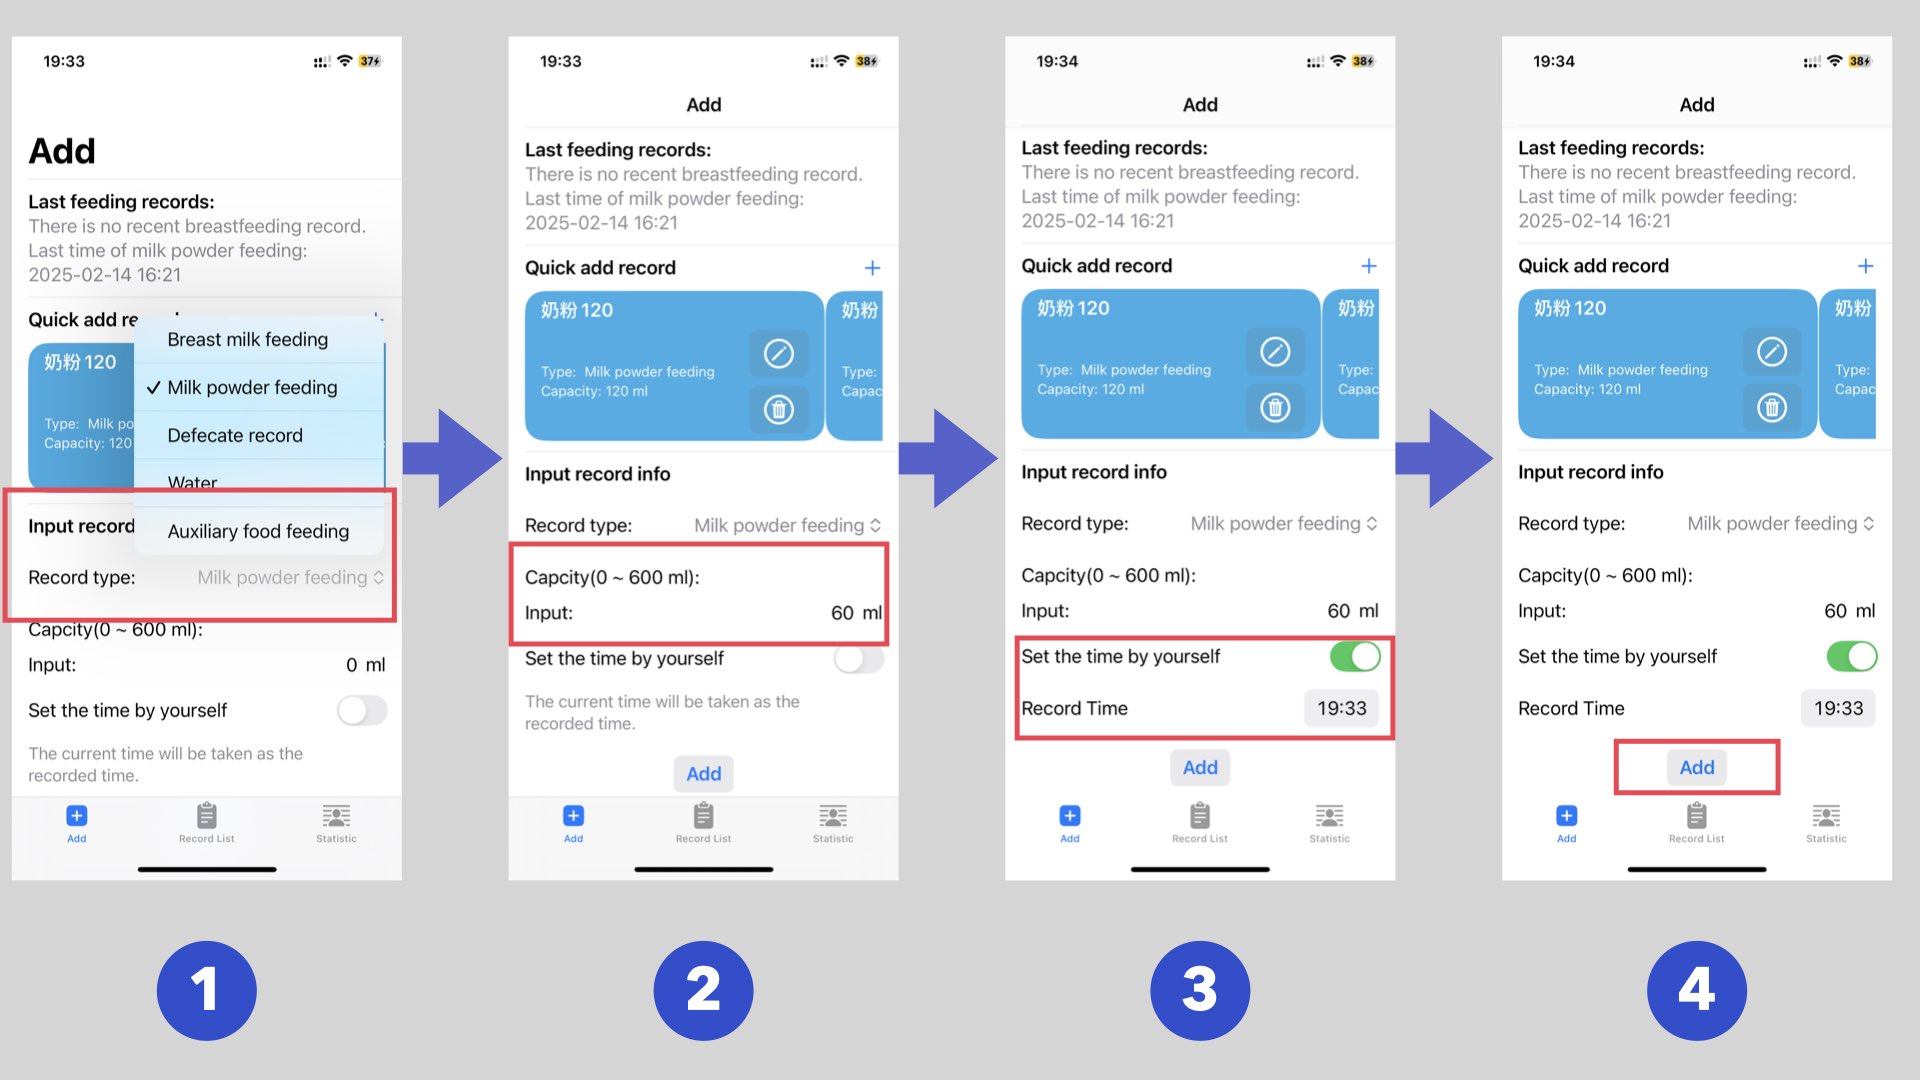 19:33
37
Add
Last feeding records:
There is no recent breastfeeding record.
Last time of milk powder feeding:
2025-02-14 16:21
Quick add re
奶粉 120
Type: Milk po
Capacity: 120
Breast milk feeding
✓ Milk powder feeding
Defecate record
Water
Auxiliary food feeding
Input record
Record type: Milk powder feeding
Capcity(0 ~ 600 ml):
Input: 0 ml
Set the time by yourself
The current time will be taken as the
recorded time.
Add Record List Statistic
1
19:33
38
Add
Last feeding records:
There is no recent breastfeeding record.
Last time of milk powder feeding:
2025-02-14 16:21
Quick add record +
奶粉 120 奶粉
Type: Milk powder feeding Type:
Capacity: 120 ml Capac
Input record info
Record type: Milk powder feeding
Capcity(0 ~ 600 ml):
Input: 60 ml
Set the time by yourself
The current time will be taken as the
recorded time.
Add
Add Record List Statistic
2
19:34
38
Add
Last feeding records:
There is no recent breastfeeding record.
Last time of milk powder feeding:
2025-02-14 16:21
Quick add record +
奶粉 120 奶粉
Type: Milk powder feeding Type:
Capacity: 120 ml Capac
Input record info
Record type: Milk powder feeding
Capcity(0 ~ 600 ml):
Input: 60 ml
Set the time by yourself
Record Time 19:33
Add
Add Record List Statistic
3
19:34
38
Add
Last feeding records:
There is no recent breastfeeding record.
Last time of milk powder feeding:
2025-02-14 16:21
Quick add record +
奶粉 120 奶粉
Type: Milk powder feeding Type:
Capacity: 120 ml Capac
Input record info
Record type: Milk powder feeding
Capcity(0 ~ 600 ml):
Input: 60 ml
Set the time by yourself
Record Time 19:33
Add
Add Record List Statistic
4